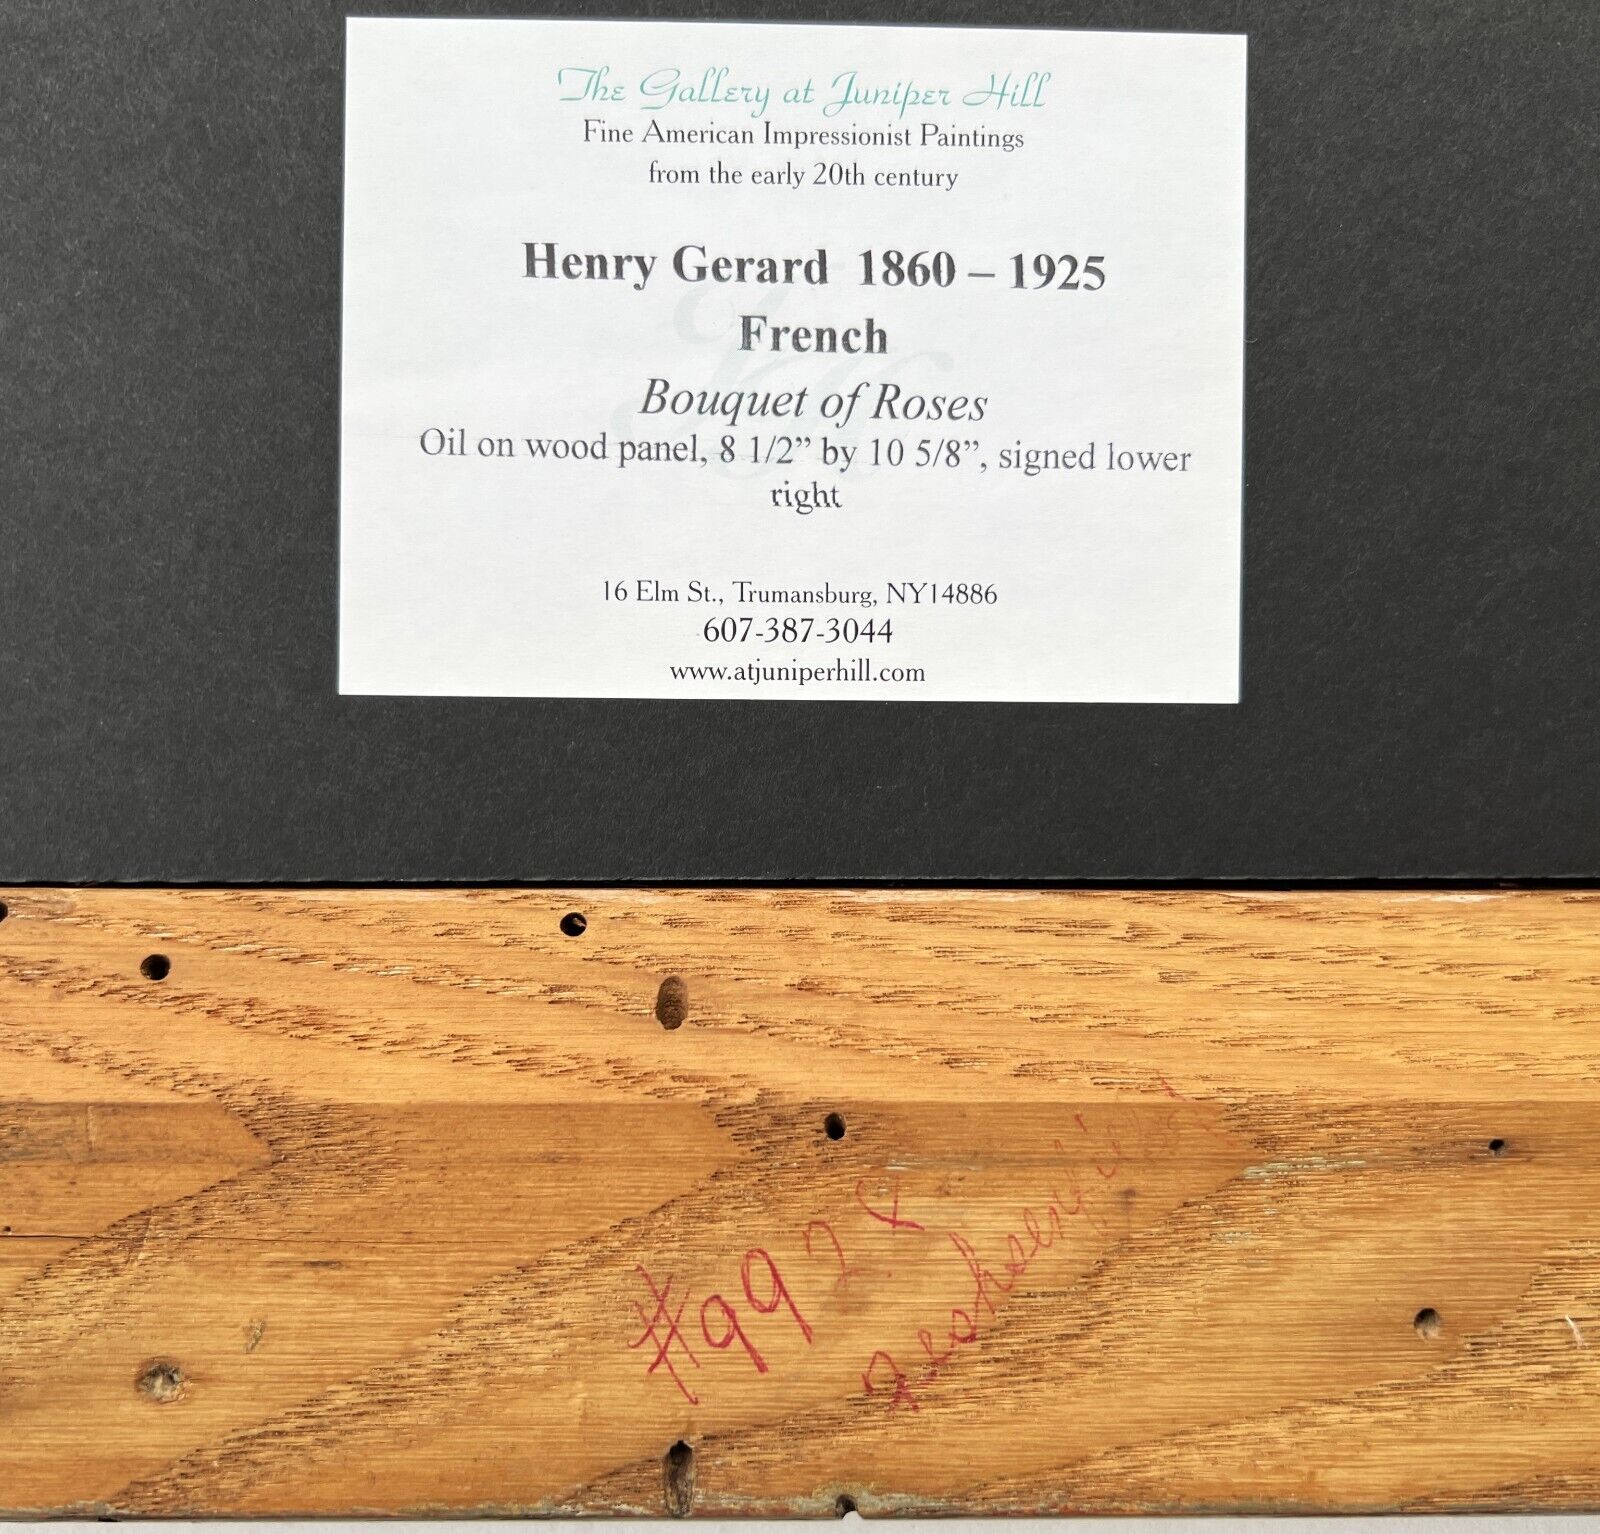 The Gallery at Juniper Hill
Fine American Impressionist Paintings
from the early 20th century
Henry Gerard 1860 – 1925
French
Bouquet of Roses
Oil on wood panel, 8 1/2” by 10 5/8”, signed lower
right
16 Elm St., Trumansburg, NY14886
607-387-3044
www.atjuniperhill.com
#9928